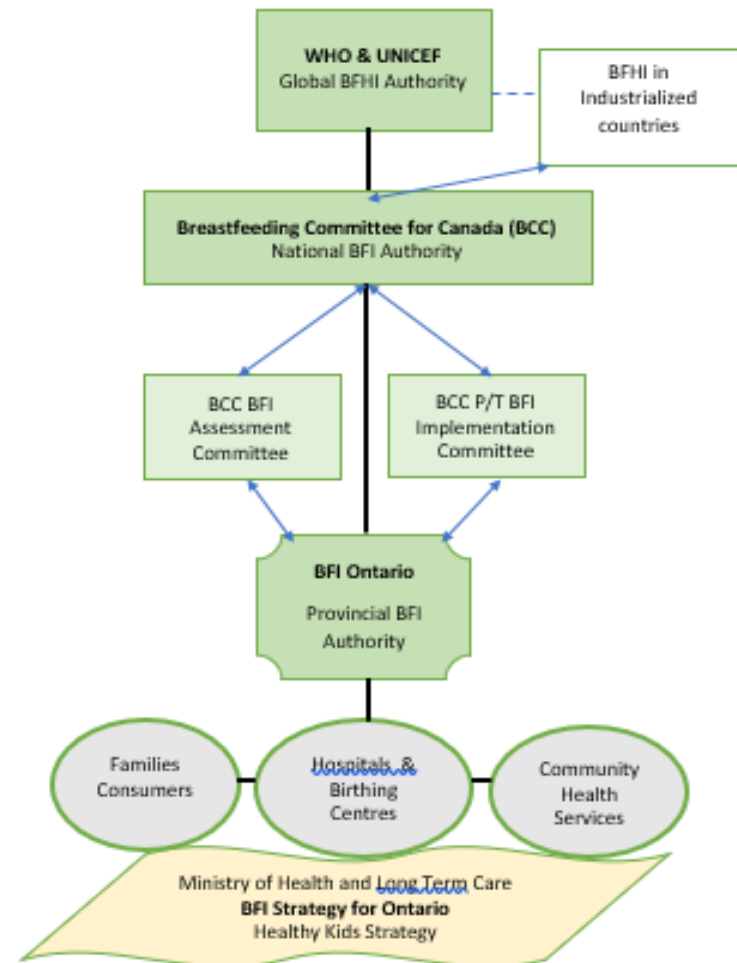 WHO & UNICEF
Global BFHI Authority
BFHI in
Industrialized
countries
Breastfeeding Committee for Canada (BCC)
National BFI Authority
BCC BFI
Assessment
Committee
BCC P/T BFI
Implementation
Committee
BFI Ontario
Provincial BFI
Authority
Families
Consumers
Hospitals &
Birthing
Centres
Community
Health
Services
Ministry of Health and Long Term Care
BFI Strategy for Ontario
Healthy Kids Strategy